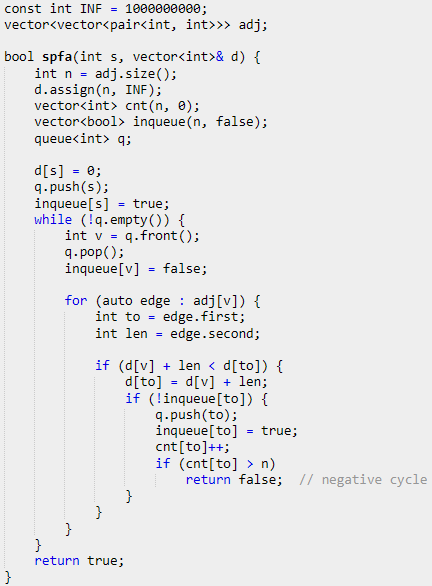 const int INF = 1000000000;
vector<vector<pair<int, int>>> adj;

bool spfa(int s, vector<int>& d) {
    int n = adj.size();
    d.assign(n, INF);
    vector<int> cnt(n, 0);
    vector<bool> inqueue(n, false);
    queue<int> q;

    d[s] = 0;
    q.push(s);
    inqueue[s] = true;
    while (!q.empty()) {
        int v = q.front();
        q.pop();
        inqueue[v] = false;

        for (auto edge : adj[v]) {
            int to = edge.first;
            int len = edge.second;

            if (d[v] + len < d[to]) {
                d[to] = d[v] + len;
                if (!inqueue[to]) {
                    q.push(to);
                    inqueue[to] = true;
                    cnt[to]++;
                    if (cnt[to] > n)
                        return false;  // negative cycle
                }
            }
        }
    }
    return true;
}